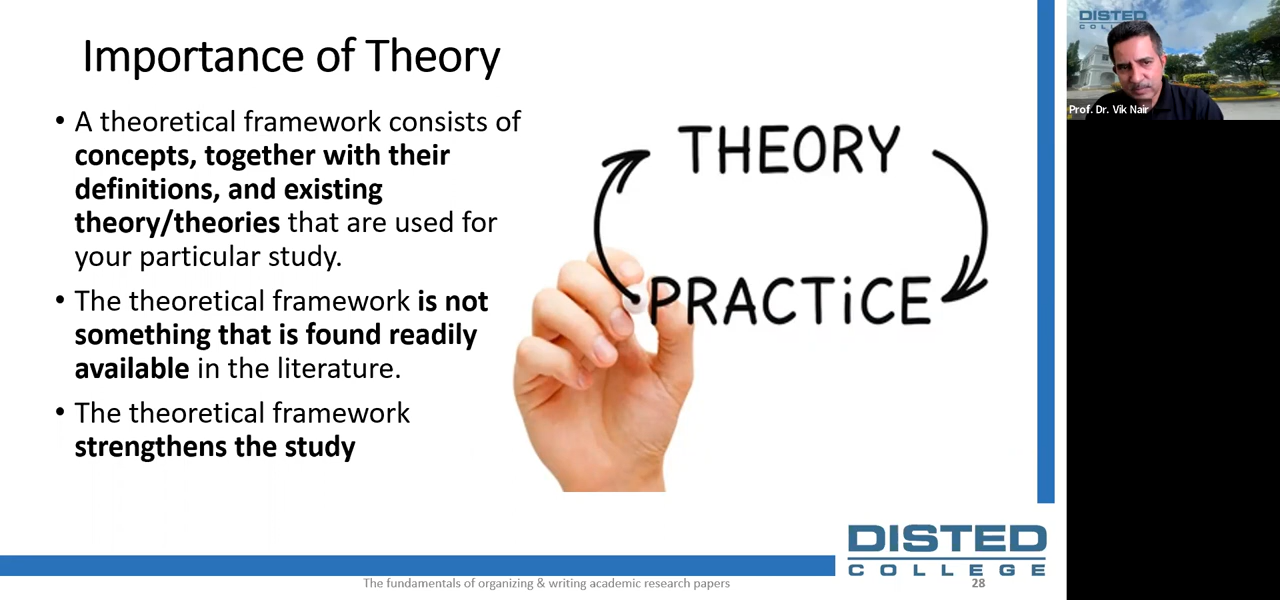 Importance of Theory
• A theoretical framework consists of
concepts, together with their
definitions, and existing
theory/theories that are used for
your particular study.
• The theoretical framework is not
something that is found readily
available in the literature.
• The theoretical framework
strengthens the study
THEORY
PRACTiCE
DISTED
COLLEGE
The fundamentals of organizing & writing academic research papers
28
DISTED
COLL
Prof. Dr. Vik Nair